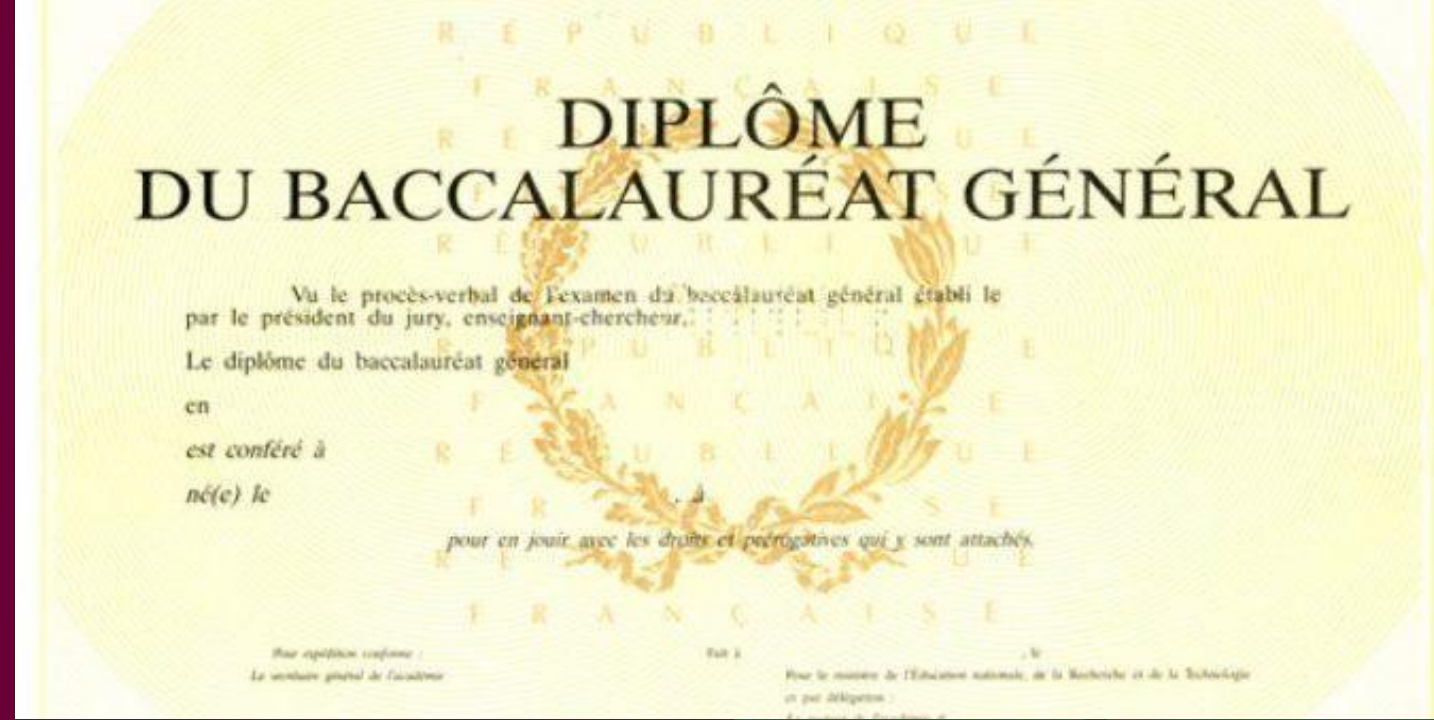 RÉPUBLIQUE
FRANÇAISE
DIPLÔME
DU BACCALAURÉAT GÉNÉRAL
Vu le procès-verbal de l'examen du baccalauréat général établi le
par le président du jury, enseignant-chercheur,
Le diplôme du baccalauréat général
en
est conféré à
né(e) le , à
pour en jouir avec les droits et prérogatives qui y sont attachés.
FRANÇAISE
Pour expédition conforme :
Le secrétaire général de l'académie
Fait à , le
Pour le ministre de l'Éducation nationale, de la Recherche et de la Technologie
et par délégation :